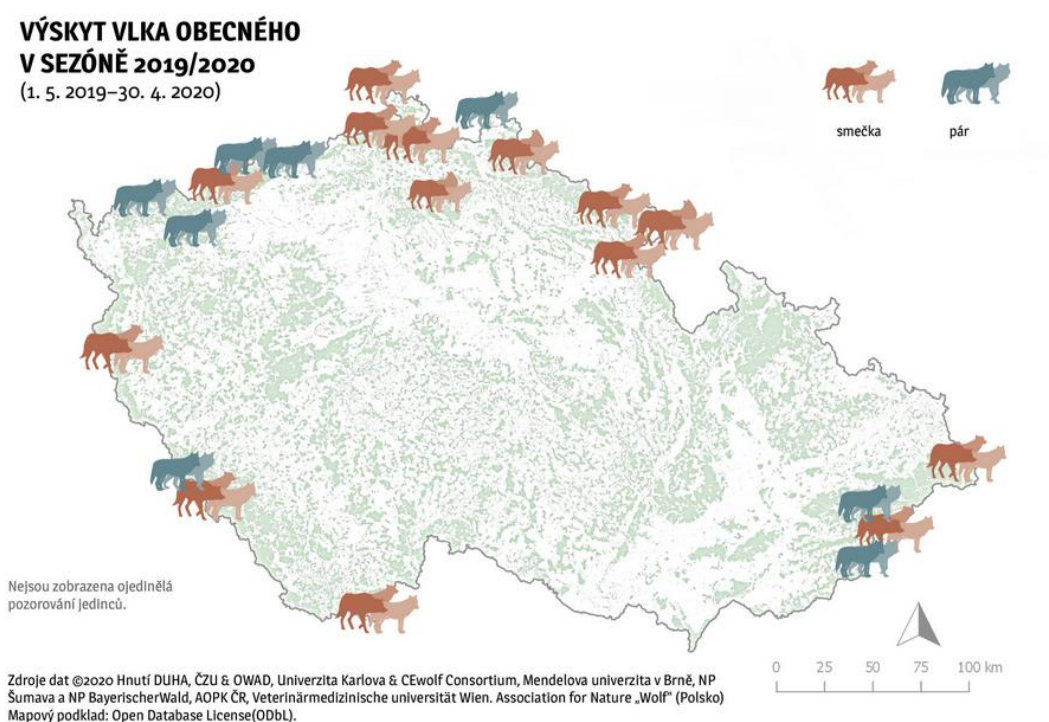 VÝSKYT VLKA OBECNÉHO
V SEZÓNĚ 2019/2020
(1. 5. 2019–30. 4. 2020)
smečka
pár
Nejsou zobrazena ojedinělá
pozorování jedinců.
0 25 50 75 100 km
Zdroje dat ©2020 Hnutí DUHA, ČZU & OWAD, Univerzita Karlova & CEwolf Consortium, Mendelova univerzita v Brně, NP
Šumava a NP BayerischerWald, AOPK ČR, Veterinärmedizinische universität Wien. Association for Nature „Wolf“ (Polsko)
Mapový podklad: Open Database License(ODbL).